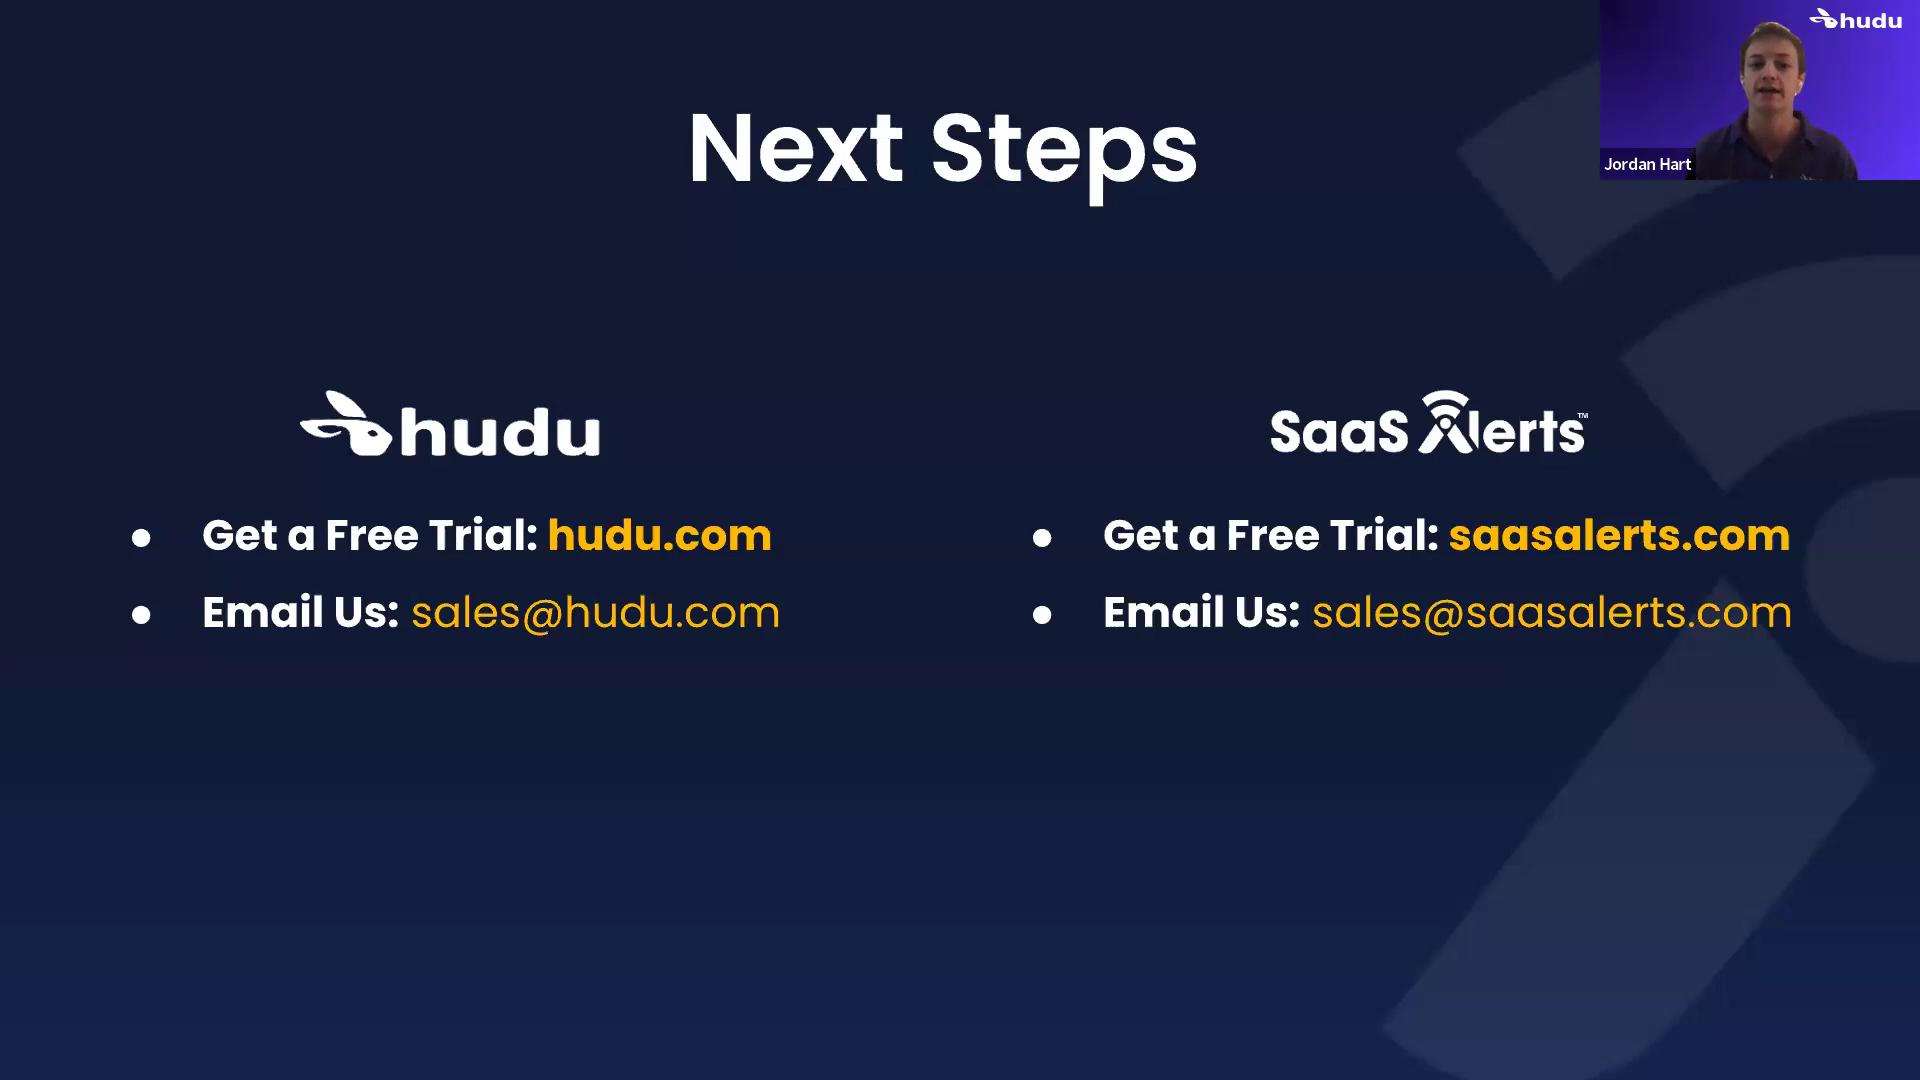 hudu
Jordan Hart
Next Steps
hudu
Get a Free Trial: hudu.com
Email Us: sales@hudu.com
SaaS Alerts™
Get a Free Trial: saasalerts.com
Email Us: sales@saasalerts.com